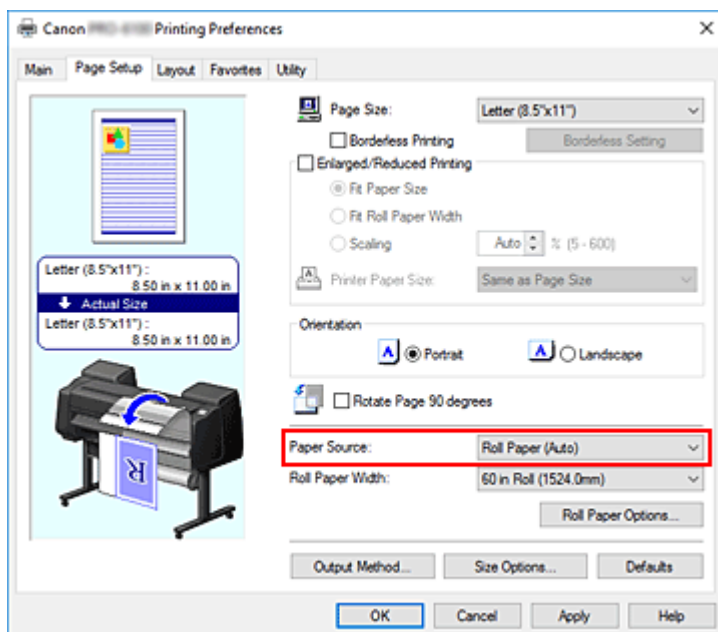 Canon Printing Preferences
Main Page Setup Layout Favorites Utility
Page Size: Letter (8.5"x11")
Borderless Printing Borderless Setting
Enlarged/Reduced Printing
Fit Paper Size
Fit Roll Paper Width
Scaling Auto % (5 - 600)
Printer Paper Size: Same as Page Size
Letter (8.5"x11") :
8.50 in x 11.00 in
Actual Size
Letter (8.5"x11") :
8.50 in x 11.00 in
Orientation
A Portrait A Landscape
Rotate Page 90 degrees
R
Paper Source: Roll Paper (Auto)
Roll Paper Width: 60 in Roll (1524.0mm)
Roll Paper Options...
Output Method... Size Options... Defaults
OK Cancel Apply Help